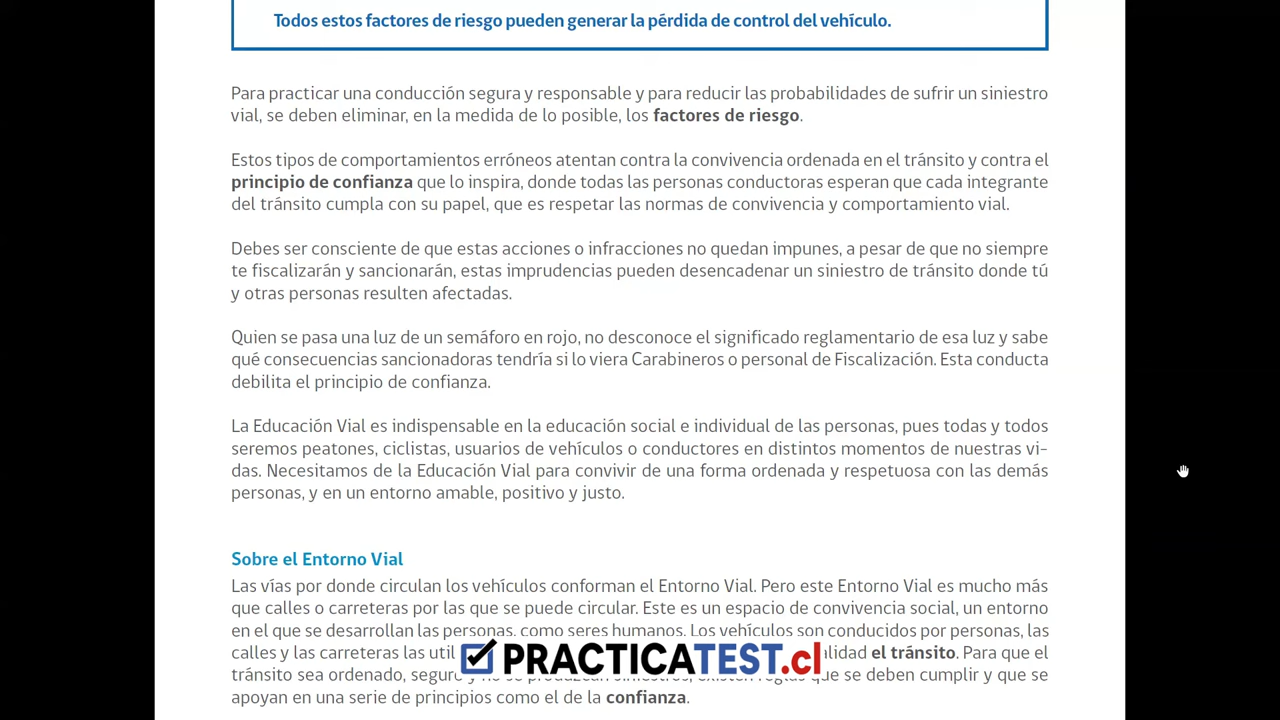 Todos estos factores de riesgo pueden generar la pérdida de control del vehículo.
Para practicar una conducción segura y responsable y para reducir las probabilidades de sufrir un siniestro
vial, se deben eliminar, en la medida de lo posible, los factores de riesgo.
Estos tipos de comportamientos erróneos atentan contra la convivencia ordenada en el tránsito y contra el
principio de confianza que lo inspira, donde todas las personas conductoras esperan que cada integrante
del tránsito cumpla con su papel, que es respetar las normas de convivencia y comportamiento vial.
Debes ser consciente de que estas acciones o infracciones no quedan impunes, a pesar de que no siempre
te fiscalizarán y sancionarán, estas imprudencias pueden desencadenar un siniestro de tránsito donde tú
y otras personas resulten afectadas.
Quien se pasa una luz de un semáforo en rojo, no desconoce el significado reglamentario de esa luz y sabe
qué consecuencias sancionadoras tendría si lo viera Carabineros o personal de Fiscalización. Esta conducta
debilita el principio de confianza.
La Educación Vial es indispensable en la educación social e individual de las personas, pues todas y todos
seremos peatones, ciclistas, usuarios de vehículos o conductores en distintos momentos de nuestras vi-
das. Necesitamos de la Educación Vial para convivir de una forma ordenada y respetuosa con las demás
personas, y en un entorno amable, positivo y justo.
Sobre el Entorno Vial
Las vías por donde circulan los vehículos conforman el Entorno Vial. Pero este Entorno Vial es mucho más
que calles o carreteras por las que se puede circular. Este es un espacio de convivencia social, un entorno
en el que se desarrollan las personas, como seres humanos. Los vehículos son conducidos por personas, las
calles y las carreteras las util alidad el tránsito. Para que el
PRACTICATEST.cl
tránsito sea ordenado, seguro y no se produzcan siniestros, existen reglas que se deben cumplir y que se
apoyan en una serie de principios como el de la confianza.